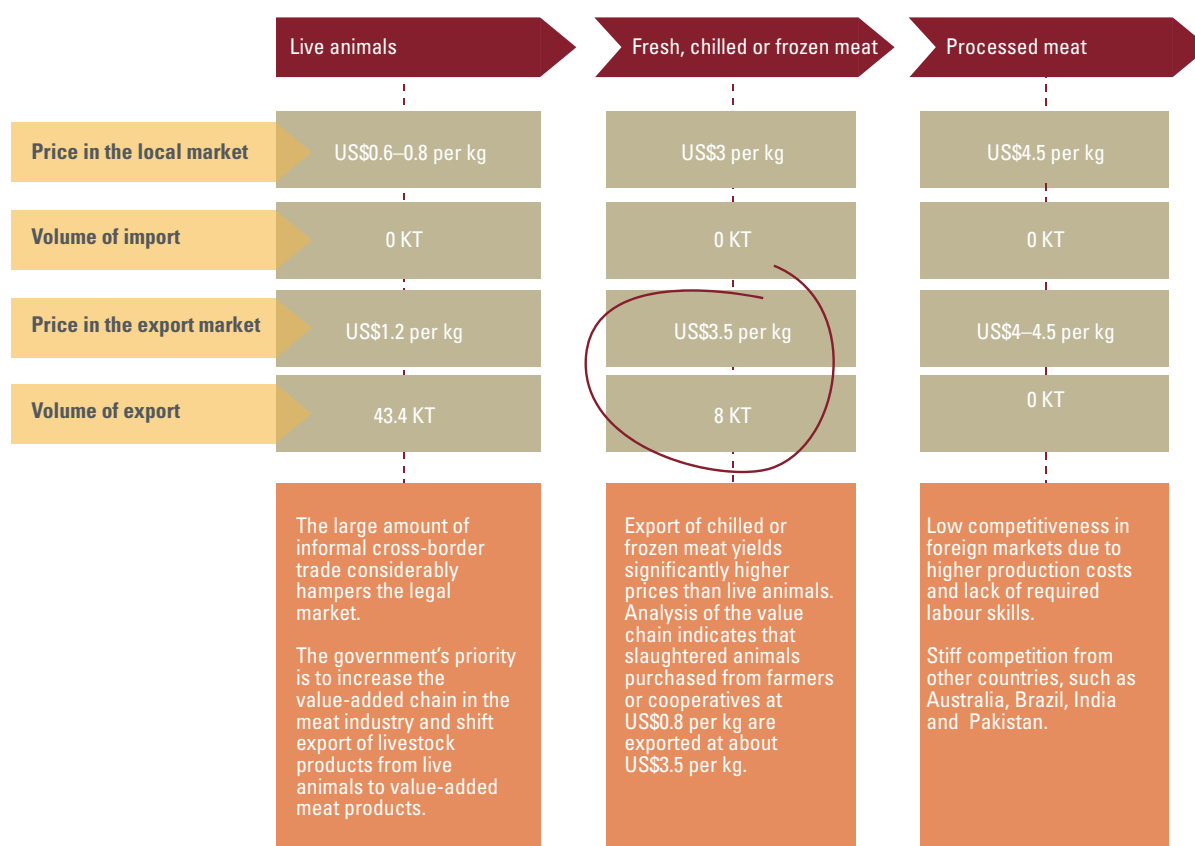 Live animals
Fresh, chilled or frozen meat
Processed meat
Price in the local market
US$0.6–0.8 per kg
US$3 per kg
US$4.5 per kg
Volume of import
0 KT
0 KT
0 KT
Price in the export market
US$1.2 per kg
US$3.5 per kg
US$4–4.5 per kg
Volume of export
43.4 KT
8 KT
0 KT
The large amount of
informal cross-border
trade considerably
hampers the legal
market.
The government’s priority
is to increase the
value-added chain in the
meat industry and shift
export of livestock
products from live
animals to value-added
meat products.
Export of chilled or
frozen meat yields
significantly higher
prices than live animals.
Analysis of the value
chain indicates that
slaughtered animals
purchased from farmers
or cooperatives at
US$0.8 per kg are
exported at about
US$3.5 per kg.
Low competitiveness in
foreign markets due to
higher production costs
and lack of required
labour skills.
Stiff competition from
other countries, such as
Australia, Brazil, India
and Pakistan.